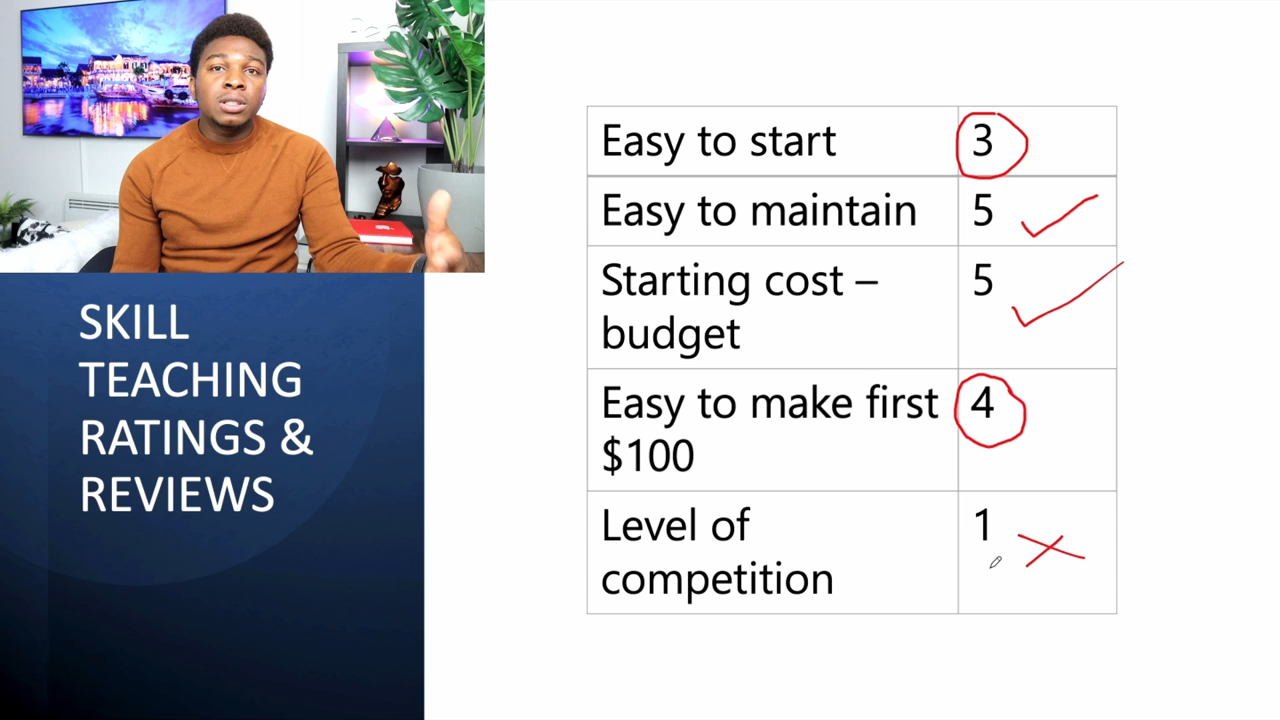 SKILL
TEACHING
RATINGS &
REVIEWS
Easy to start 3
Easy to maintain 5
Starting cost – 5
budget
Easy to make first 4
$100
Level of 1
competition